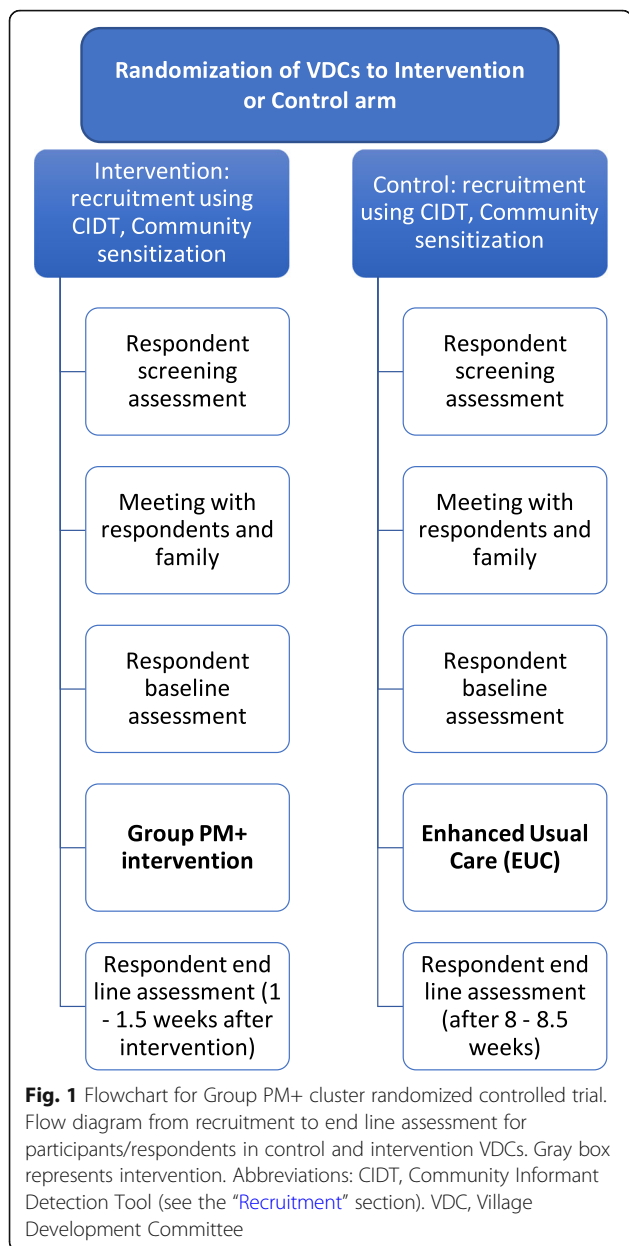 Randomization of VDCs to Intervention
or Control arm
Intervention:
recruitment using
CIDT, Community
sensitization
Respondent
screening
assessment
Meeting with
respondents and
family
Respondent
baseline
assessment
Group PM+
intervention
Respondent end
line assessment (1
- 1.5 weeks after
intervention)
Control: recruitment
using CIDT, Community
sensitization
Respondent
screening
assessment
Meeting with
respondents and
family
Respondent
baseline
assessment
Enhanced Usual
Care (EUC)
Respondent end
line assessment
(after 8 - 8.5
weeks)
Fig. 1 Flowchart for Group PM+ cluster randomized controlled trial.
Flow diagram from recruitment to end line assessment for
participants/respondents in control and intervention VDCs. Gray box
represents intervention. Abbreviations: CIDT, Community Informant
Detection Tool (see the “Recruitment” section). VDC, Village
Development Committee